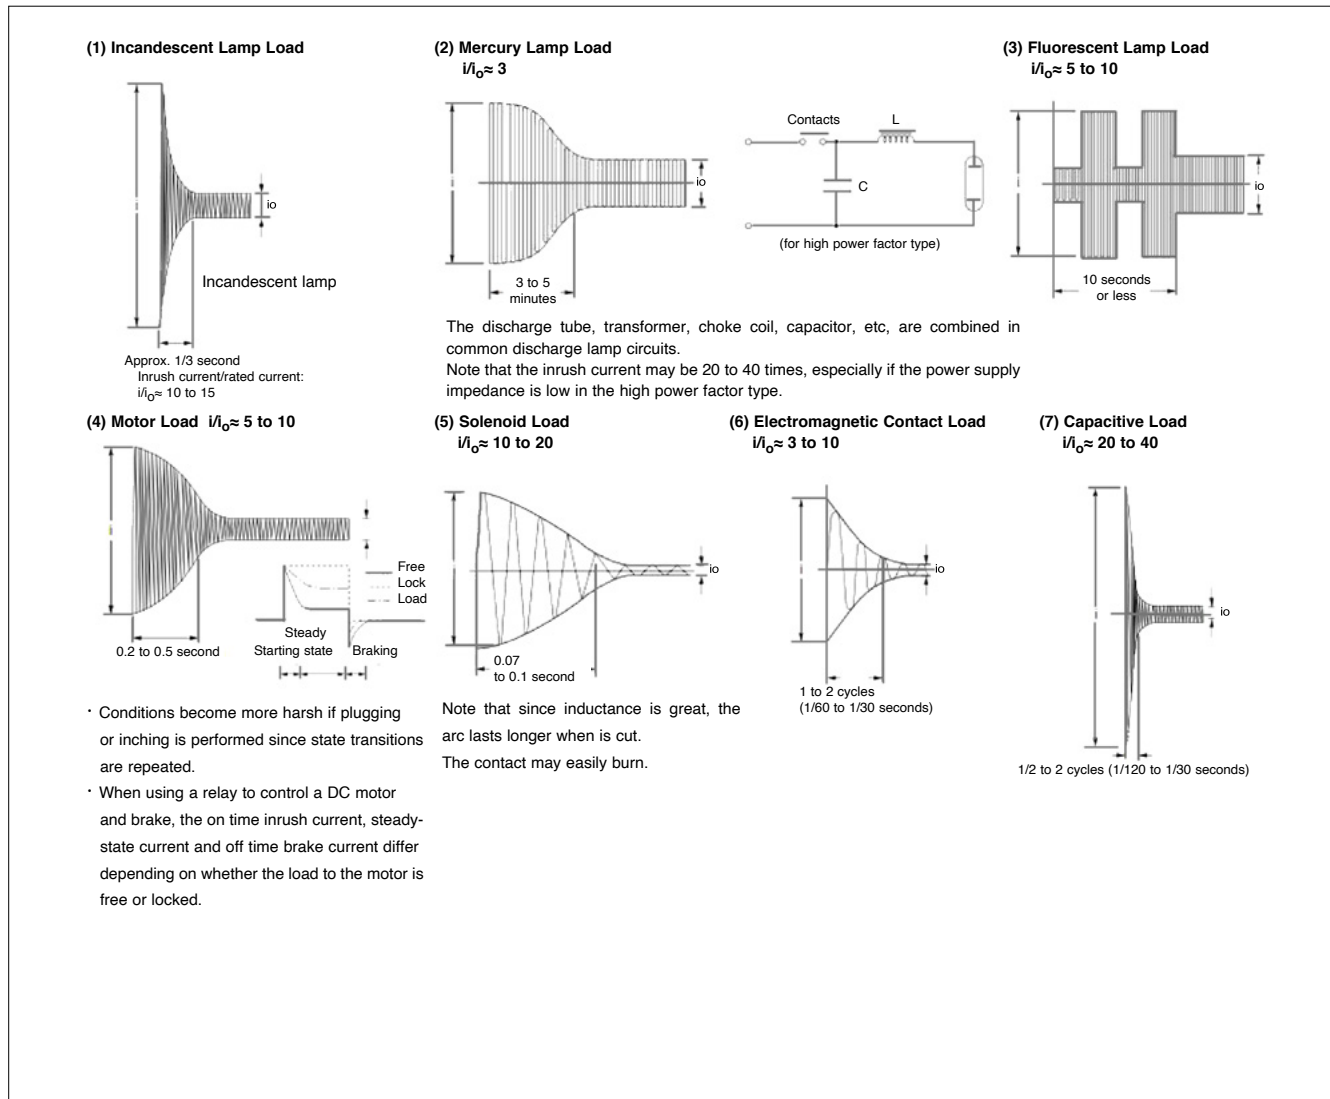 (1) Incandescent Lamp Load
i
io
Incandescent lamp
Approx. 1/3 second
Inrush current/rated current:
i/io≈ 10 to 15
(2) Mercury Lamp Load
i/io≈ 3
i
io
3 to 5
minutes
Contacts
L
C
(for high power factor type)
The discharge tube, transformer, choke coil, capacitor, etc, are combined in
common discharge lamp circuits.
Note that the inrush current may be 20 to 40 times, especially if the power supply
impedance is low in the high power factor type.
(3) Fluorescent Lamp Load
i/io≈ 5 to 10
i
io
10 seconds
or less
(4) Motor Load i/io≈ 5 to 10
i
0.2 to 0.5 second
Free
Lock
Load
Steady
Starting state Braking
· Conditions become more harsh if plugging
or inching is performed since state transitions
are repeated.
· When using a relay to control a DC motor
and brake, the on time inrush current, steady-
state current and off time brake current differ
depending on whether the load to the motor is
free or locked.
(5) Solenoid Load
i/io≈ 10 to 20
i
io
0.07
to 0.1 second
Note that since inductance is great, the
arc lasts longer when is cut.
The contact may easily burn.
(6) Electromagnetic Contact Load
i/io≈ 3 to 10
i
io
1 to 2 cycles
(1/60 to 1/30 seconds)
(7) Capacitive Load
i/io≈ 20 to 40
i
io
1/2 to 2 cycles (1/120 to 1/30 seconds)